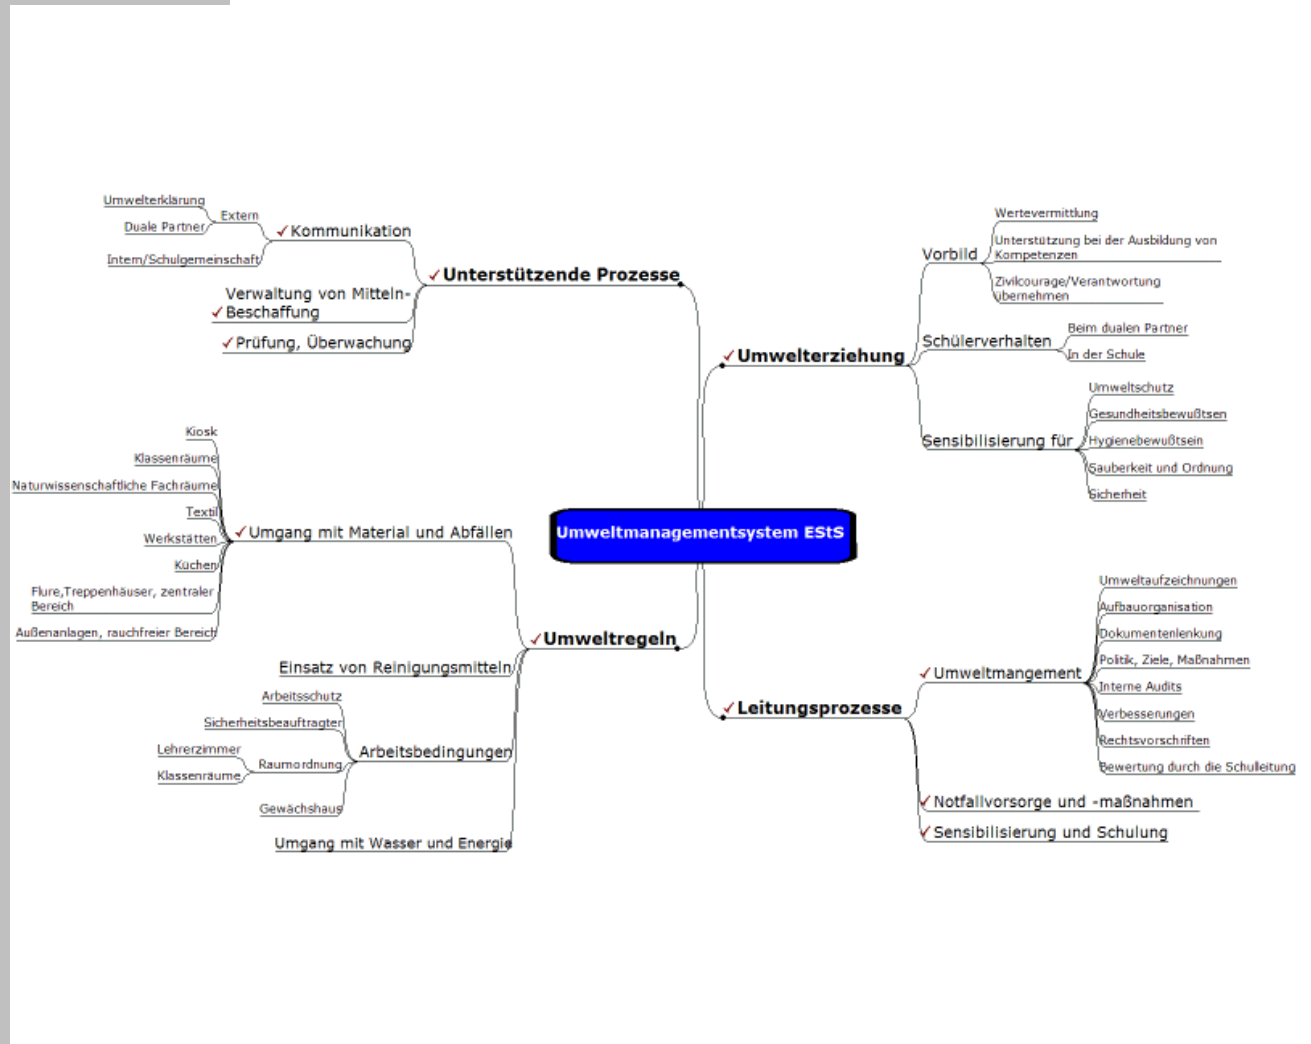 Umweltmanagementsystem EStS
Unterstützende Prozesse
Kommunikation
Extern
Umwelterklärung
Duale Partner
Intern/Schulgemeinschaft
Verwaltung von Mitteln-
Beschaffung
Prüfung, Überwachung
Umwelterziehung
Vorbild
Wertevermittlung
Unterstützung bei der Ausbildung von
Kompetenzen
Zivilcourage/Verantwortung
übernehmen
Schülerverhalten
Beim dualen Partner
In der Schule
Sensibilisierung für
Umweltschutz
Gesundheitsbewußtsen
Hygienebewußtsein
Sauberkeit und Ordnung
Sicherheit
Umweltregeln
Umgang mit Material und Abfällen
Kiosk
Klassenräume
Naturwissenschaftliche Fachräume
Textil
Werkstätten
Küchen
Flure,Treppenhäuser, zentraler
Bereich
Außenanlagen, rauchfreier Bereich
Einsatz von Reinigungsmitteln
Arbeitsbedingungen
Arbeitsschutz
Sicherheitsbeauftragter
Raumordnung
Lehrerzimmer
Klassenräume
Gewächshaus
Umgang mit Wasser und Energie
Leitungsprozesse
Umweltmangement
Umweltaufzeichnungen
Aufbauorganisation
Dokumentenlenkung
Politik, Ziele, Maßnahmen
Interne Audits
Verbesserungen
Rechtsvorschriften
Bewertung durch die Schulleitung
Notfallvorsorge und -maßnahmen
Sensibilisierung und Schulung